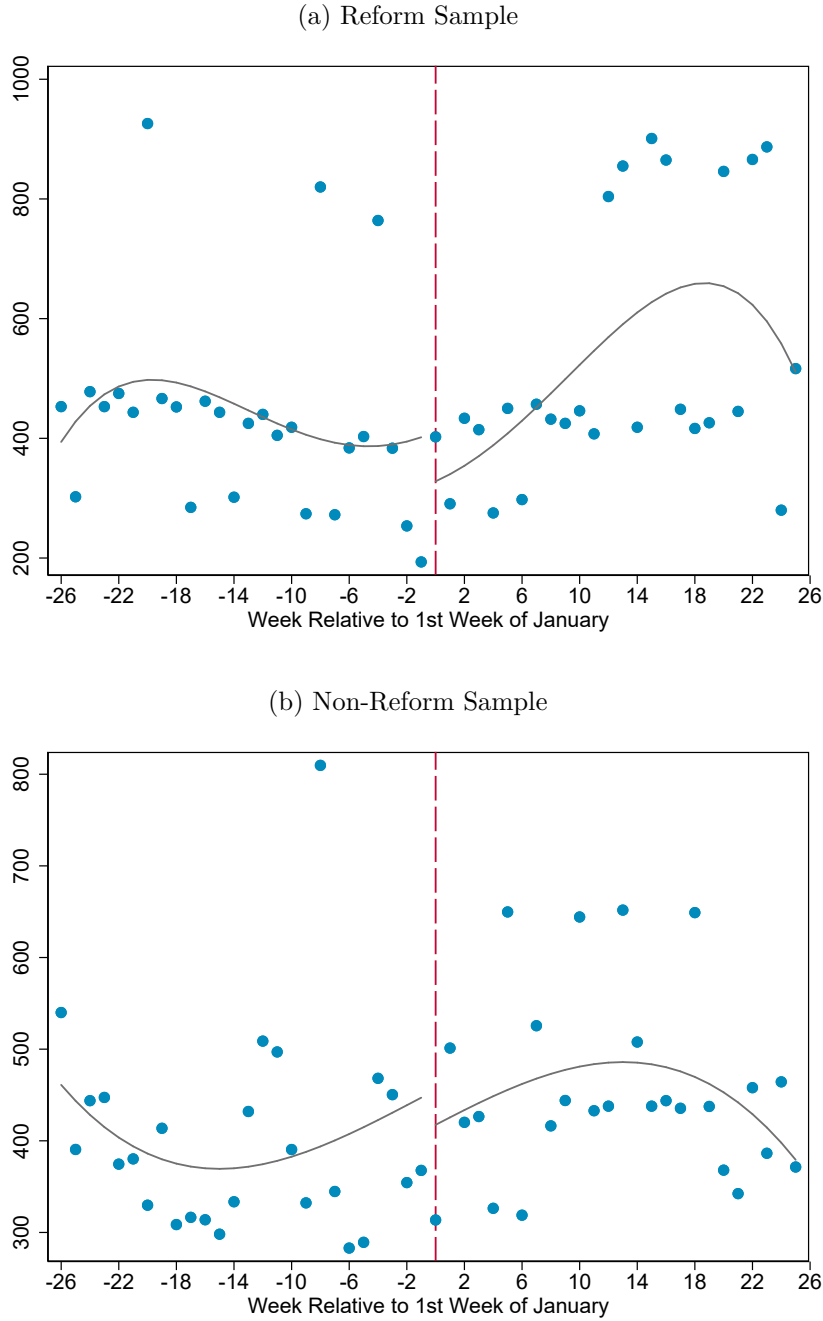 (a) Reform Sample
1000
800
600
400
200
-26 -22 -18 -14 -10 -6 -2 2 6 10 14 18 22 26
Week Relative to 1st Week of January
(b) Non-Reform Sample
800
700
600
500
400
300
-26 -22 -18 -14 -10 -6 -2 2 6 10 14 18 22 26
Week Relative to 1st Week of January